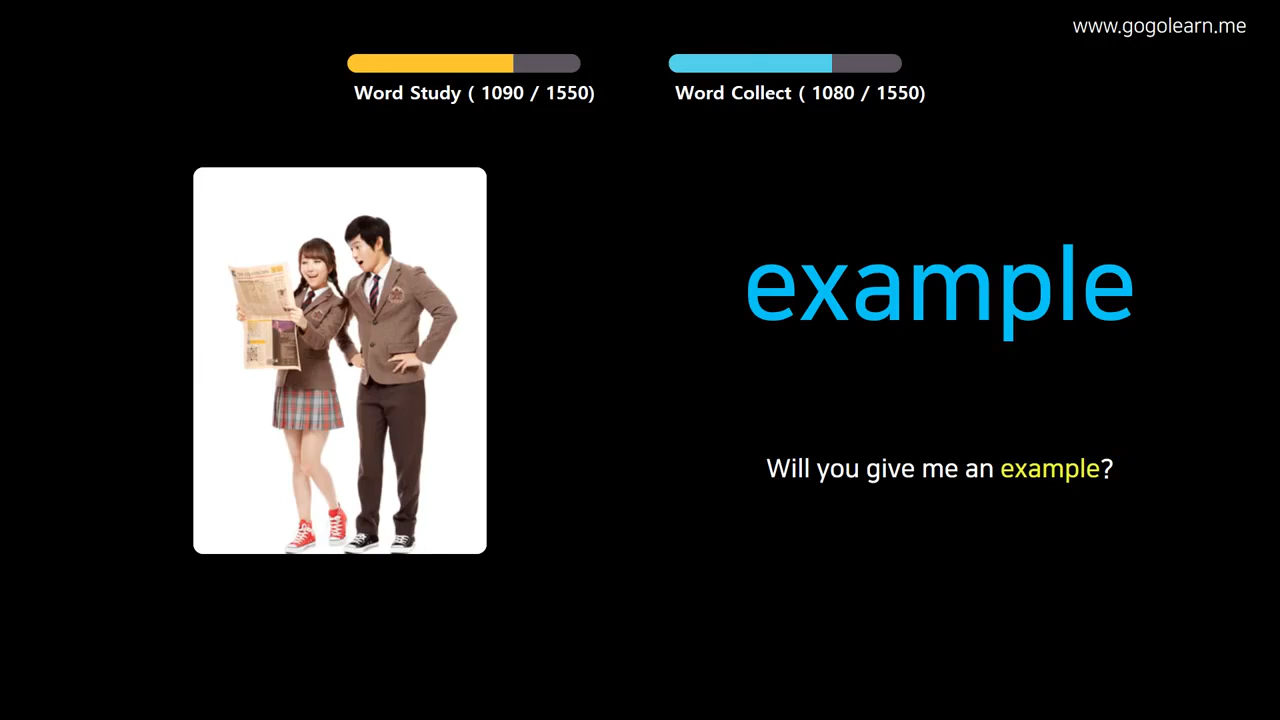 www.gogolearn.me
Word Study ( 1090 / 1550)
Word Collect ( 1080 / 1550)
example
Will you give me an example?